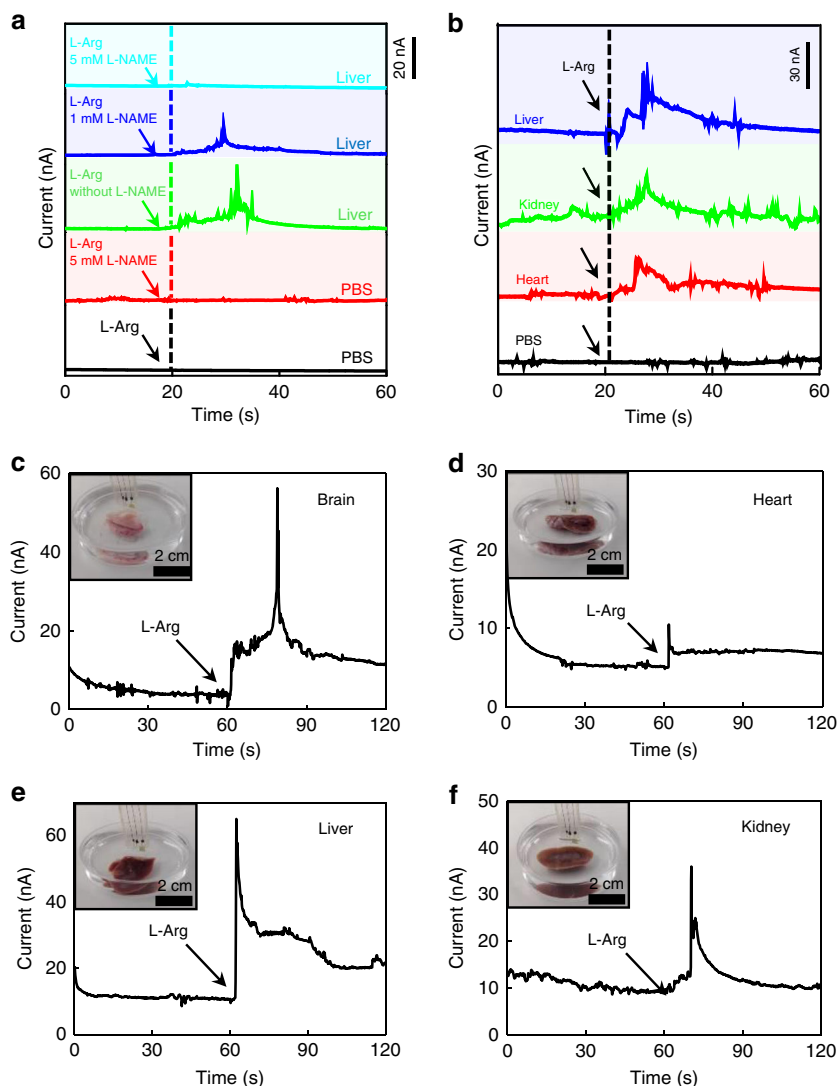 a
L-Arg
5 mM L-NAME
Liver
L-Arg
1 mM L-NAME
Liver
L-Arg
without L-NAME
Liver
L-Arg
5 mM L-NAME
PBS
L-Arg
PBS
20 nA
Current (nA)
0 20 40 60
Time (s)
b
L-Arg
30 nA
Liver
Kidney
Heart
PBS
Current (nA)
0 20 40 60
Time (s)
c
60
40
20
0
Current (nA)
2 cm
Brain
L-Arg
0 30 60 90 120
Time (s)
d
30
20
10
0
Current (nA)
2 cm
Heart
L-Arg
0 30 60 90 120
Time (s)
e
60
40
20
0
Current (nA)
2 cm
Liver
L-Arg
0 30 60 90 120
Time (s)
f
50
40
30
20
10
0
Current (nA)
2 cm
Kidney
L-Arg
0 30 60 90 120
Time (s)